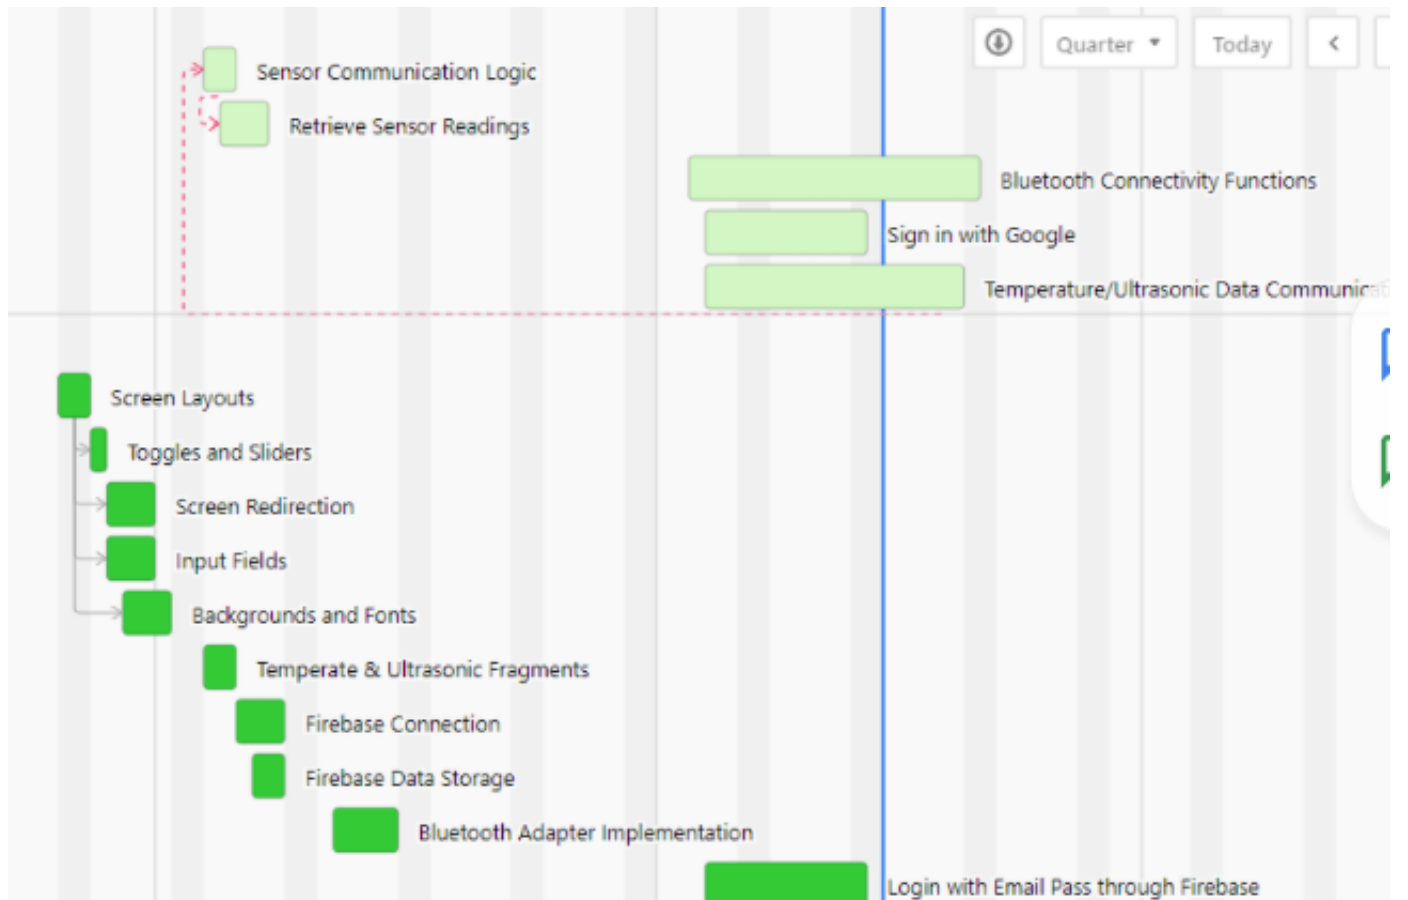 Quarter
Today
Sensor Communication Logic
Retrieve Sensor Readings
Bluetooth Connectivity Functions
Sign in with Google
Temperature/Ultrasonic Data
Screen Layouts
Toggles and Sliders
Screen Redirection
Input Fields
Backgrounds and Fonts
Temperate & Ultrasonic Fragments
Firebase Connection
Firebase Data Storage
Bluetooth Adapter Implementation
Login with Email Pass through Firebase